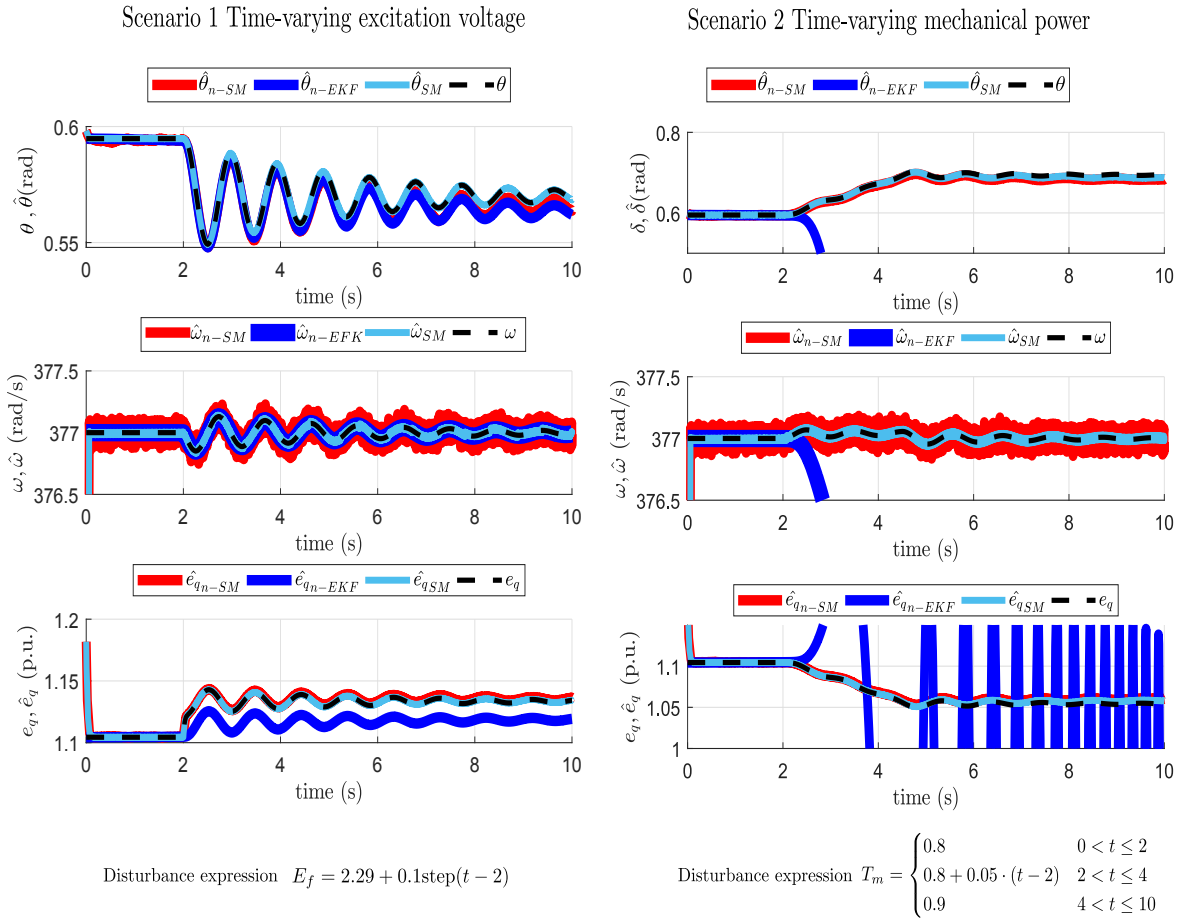 Scenario 1 Time-varying excitation voltage
θ̂n−SM θ̂n−EKF θ̂SM θ
θ , θ̂(rad)
0.6
0.55
0 2 4 6 8 10
time (s)
ω̂n−SM ω̂n−EFK ω̂SM ω
ω, ω̂ (rad/s)
377.5
377
376.5
0 2 4 6 8 10
time (s)
êqn−SM êqn−EKF êqSM eq
eq, êq (p.u.)
1.2
1.15
1.1
0 2 4 6 8 10
time (s)
Disturbance expression Ef = 2.29 + 0.1step(t − 2)
Scenario 2 Time-varying mechanical power
θ̂n−SM θ̂n−EKF θ̂SM θ
δ, δ̂(rad)
0.8
0.6
0 2 4 6 8 10
time (s)
ω̂n−SM ω̂n−EKF ω̂SM ω
ω, ω̂ (rad/s)
377.5
377
376.5
0 2 4 6 8 10
time (s)
êqn−SM êqn−EKF êqSM eq
eq, êq (p.u.)
1.1
1.05
1
0 2 4 6 8 10
time (s)
Disturbance expression Tm =
0.8 0 < t ≤ 2
0.8 + 0.05 · (t − 2) 2 < t ≤ 4
0.9 4 < t ≤ 10